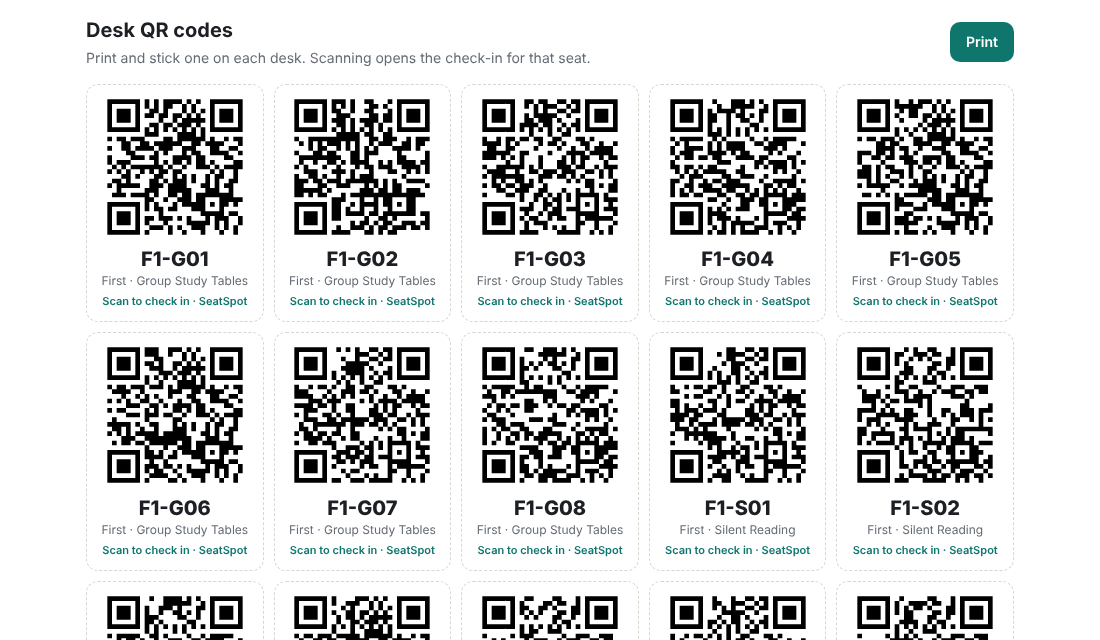 Desk QR codes
Print
Print and stick one on each desk. Scanning opens the check-in for that seat.
F1-G01
First · Group Study Tables
Scan to check in · SeatSpot
F1-G02
First · Group Study Tables
Scan to check in · SeatSpot
F1-G03
First · Group Study Tables
Scan to check in · SeatSpot
F1-G04
First · Group Study Tables
Scan to check in · SeatSpot
F1-G05
First · Group Study Tables
Scan to check in · SeatSpot
F1-G06
First · Group Study Tables
Scan to check in · SeatSpot
F1-G07
First · Group Study Tables
Scan to check in · SeatSpot
F1-G08
First · Group Study Tables
Scan to check in · SeatSpot
F1-S01
First · Silent Reading
Scan to check in · SeatSpot
F1-S02
First · Silent Reading
Scan to check in · SeatSpot